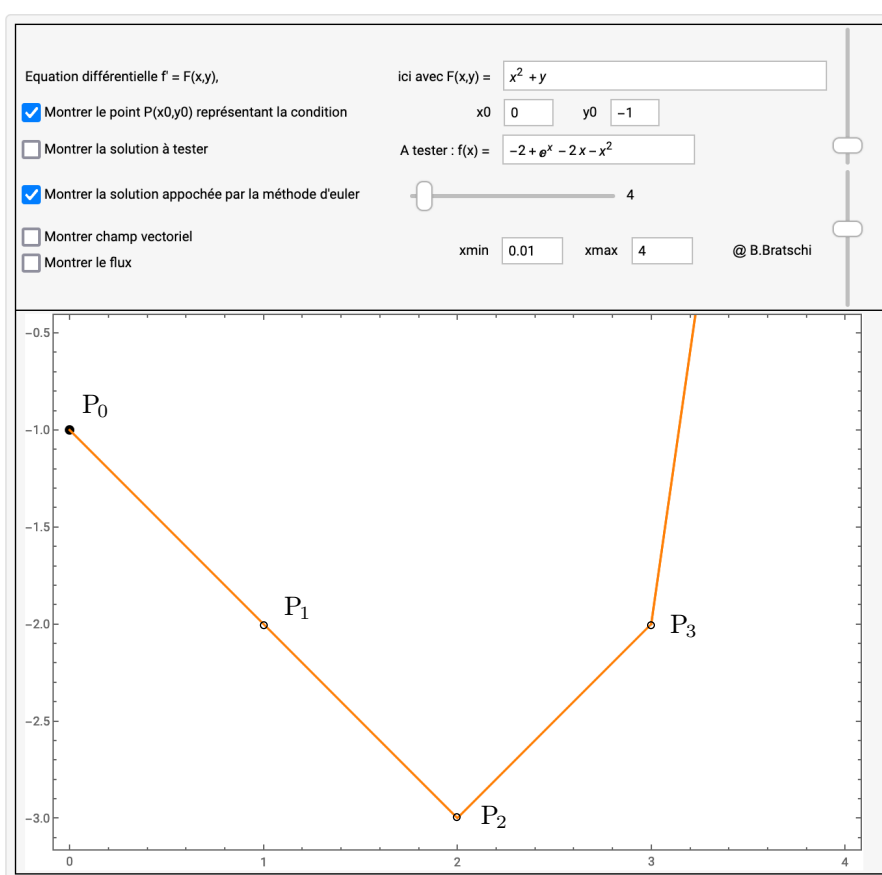 Equation différentielle f' = F(x,y), ici avec F(x,y) = x² + y
Montrer le point P(x0,y0) représentant la condition x0 0 y0 −1
Montrer la solution à tester A tester : f(x) = −2 + eˣ − 2 x − x²
Montrer la solution appochée par la méthode d'euler 4
Montrer champ vectoriel
Montrer le flux
xmin 0.01 xmax 4 @ B.Bratschi
−0.5
P₀
−1.0
−1.5
P₁
−2.0
P₃
−2.5
−3.0
P₂
0 1 2 3 4